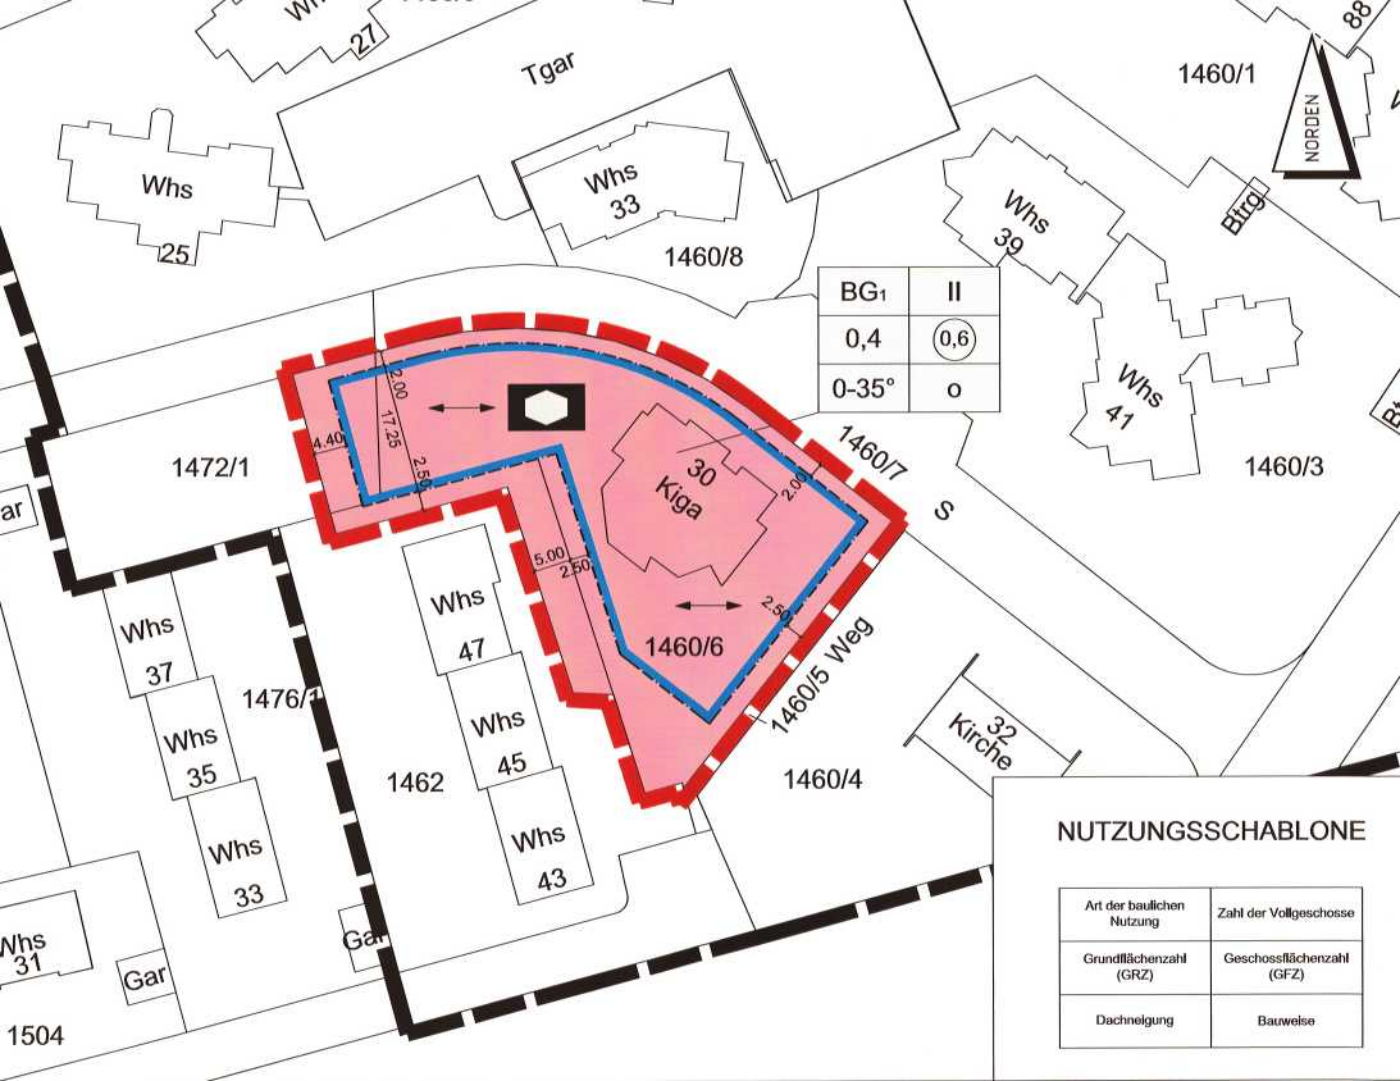 27
88
Tgar
1460/1
NORDEN
Whs
25
Whs
33
1460/8
Whs
39
Btrg
BG₁ II
0,4 0,6
0-35° o
Whs
41
1460/3
1460/7
S
2.00
17.25
4.40
2.50
1472/1
ar
30
Kiga
2.00
5.00
2.50
2.50
1460/6
1460/5 Weg
Whs
47
Whs
37
1476/1
Whs
45
Whs
35
1462
32
Kirche
1460/4
Whs
43
Whs
33
Whs
31
Gar
Gar
1504
NUTZUNGSSCHABLONE
Art der baulichen
Nutzung
Zahl der Vollgeschosse
Grundflächenzahl
(GRZ)
Geschossflächenzahl
(GFZ)
Dachneigung
Bauweise